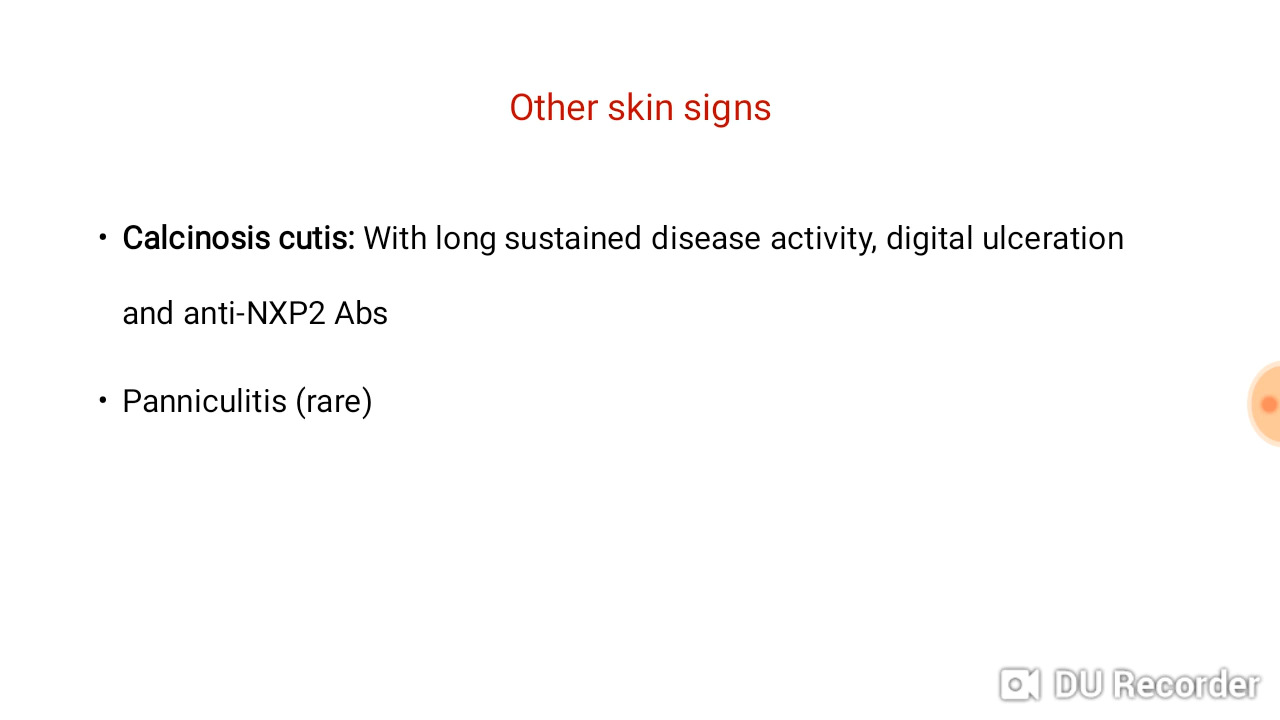 Other skin signs
• Calcinosis cutis: With long sustained disease activity, digital ulceration
and anti-NXP2 Abs
• Panniculitis (rare)
DU Recorder